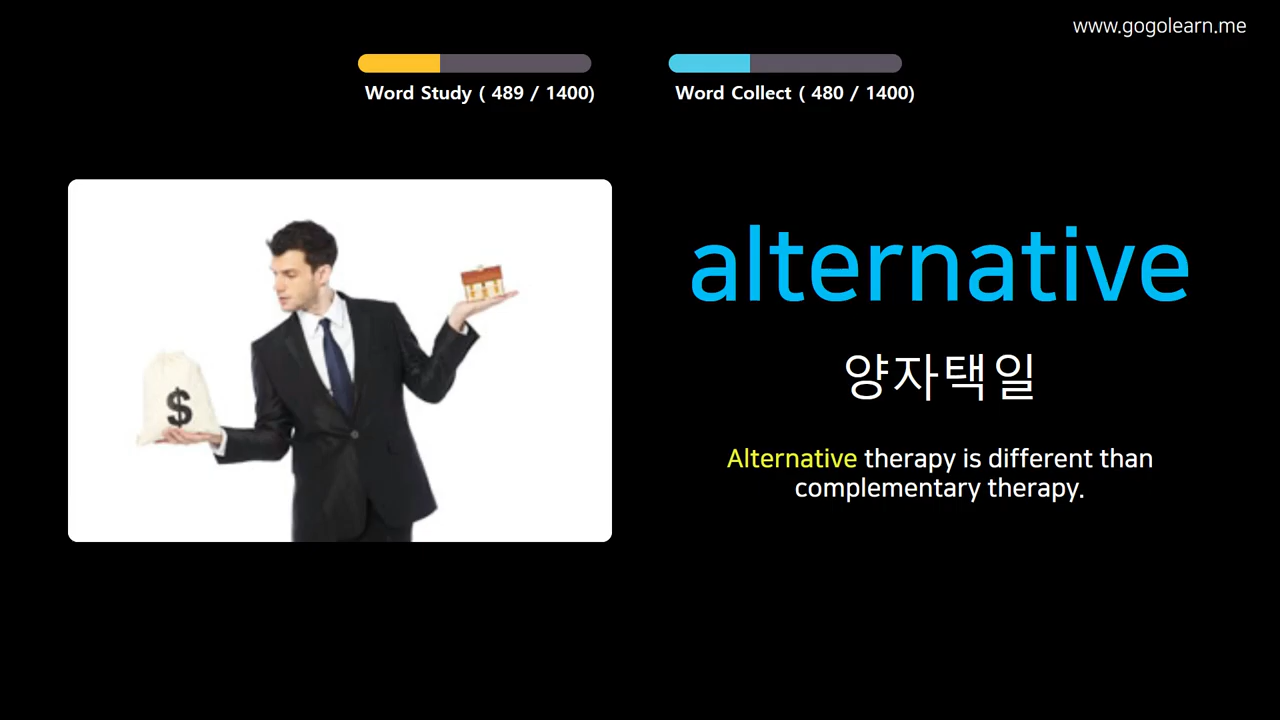 www.gogolearn.me
Word Study ( 489 / 1400)
Word Collect ( 480 / 1400)
$
alternative
양자택일
Alternative therapy is different than
complementary therapy.